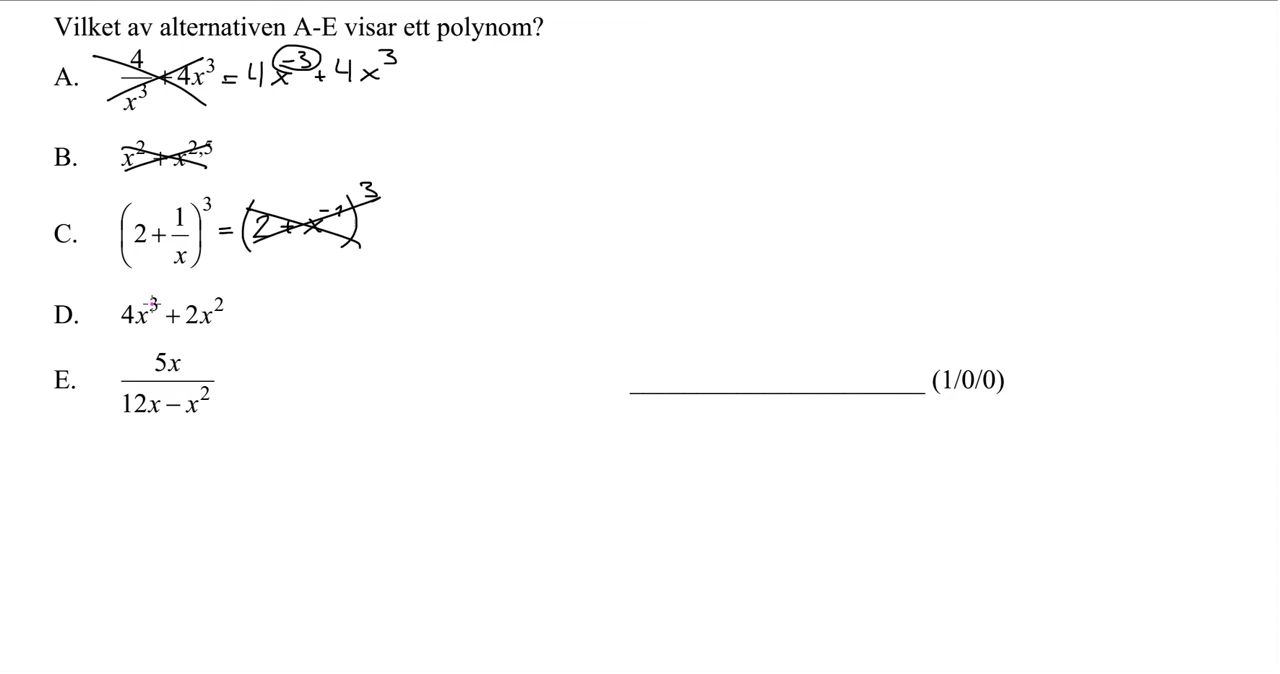 Vilket av alternativen A-E visar ett polynom?
A. 4/x³ + 4x³ = 4x⁻³ + 4x³
B. x² + x²,⁵
C. (2 + 1/x)³ = (2 + x⁻¹)³
D. 4x³ + 2x²
E. 5x/(12x – x²) ____________________ (1/0/0)